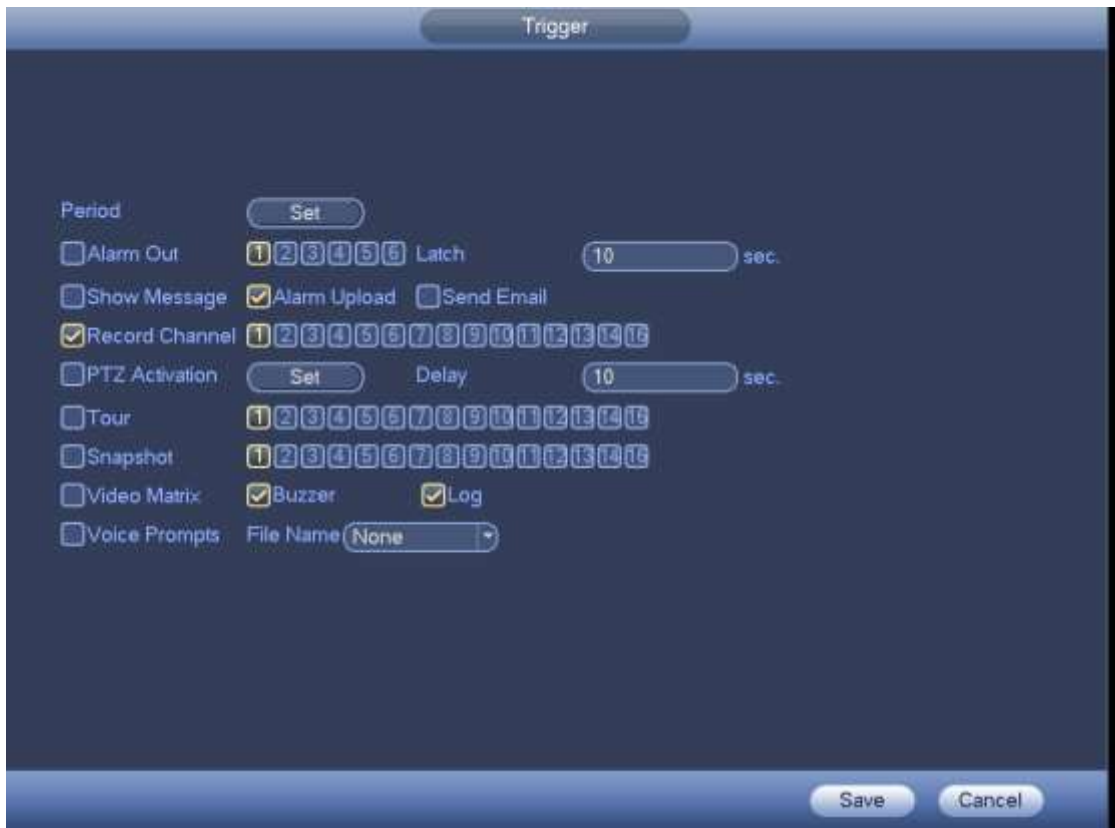 Trigger
Period Set
Alarm Out 1 2 3 4 5 6 Latch 10 sec.
Show Message Alarm Upload Send Email
Record Channel 1 2 3 4 5 6 7 8 9 10 11 12 13 14 16
PTZ Activation Set Delay 10 sec.
Tour 1 2 3 4 5 6 7 8 9 10 11 12 13 14 16
Snapshot 1 2 3 4 5 6 7 8 9 10 11 12 13 14 16
Video Matrix Buzzer Log
Voice Prompts File Name None
Save Cancel